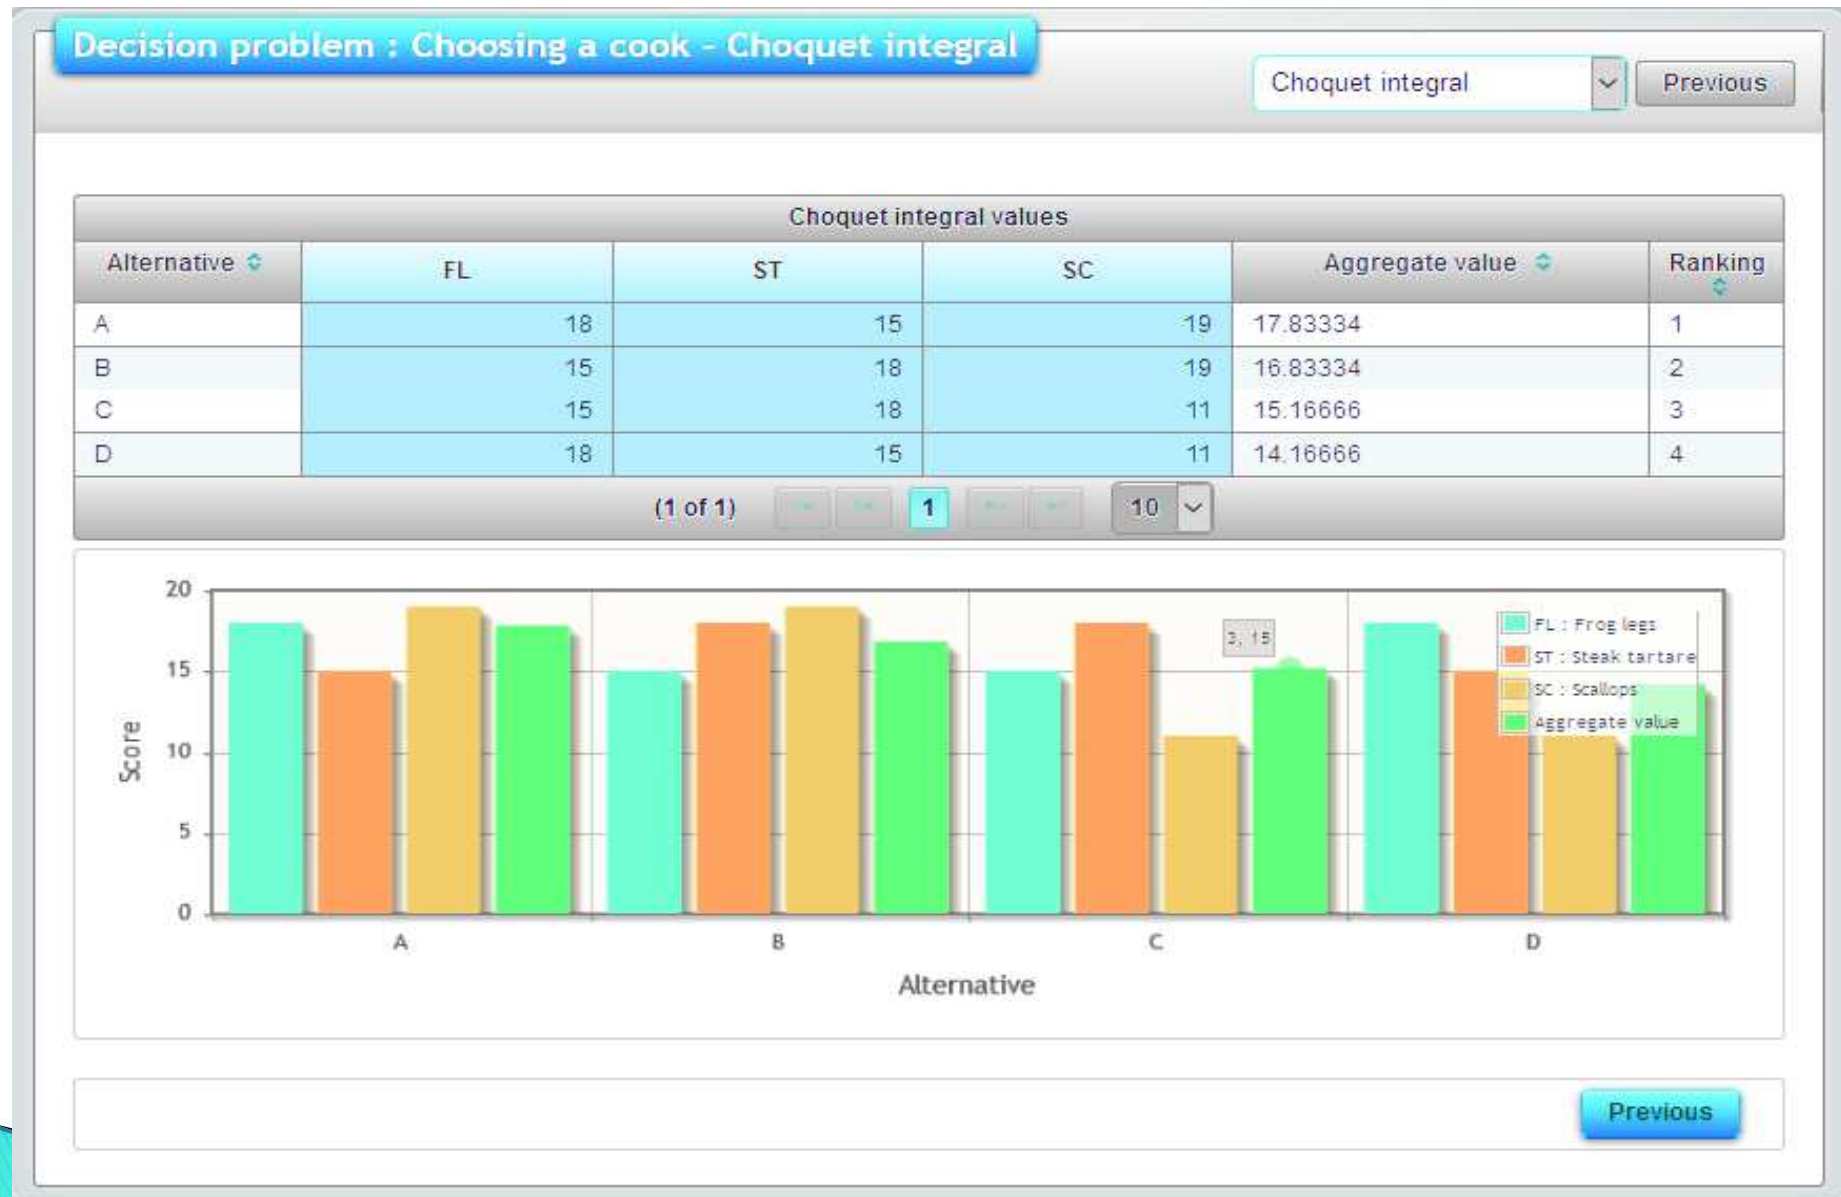 Decision problem : Choosing a cook - Choquet integral
Choquet integral Previous
Choquet integral values
Alternative FL ST SC Aggregate value Ranking
A 18 15 19 17.83334 1
B 15 18 19 16.83334 2
C 15 18 11 15.16666 3
D 18 15 11 14.16666 4
(1 of 1) 1 10
20
15
10
5
0
Score
3, 15
FL : Frog legs
ST : Steak tartare
SC : Scallops
Aggregate value
A B C D
Alternative
Previous